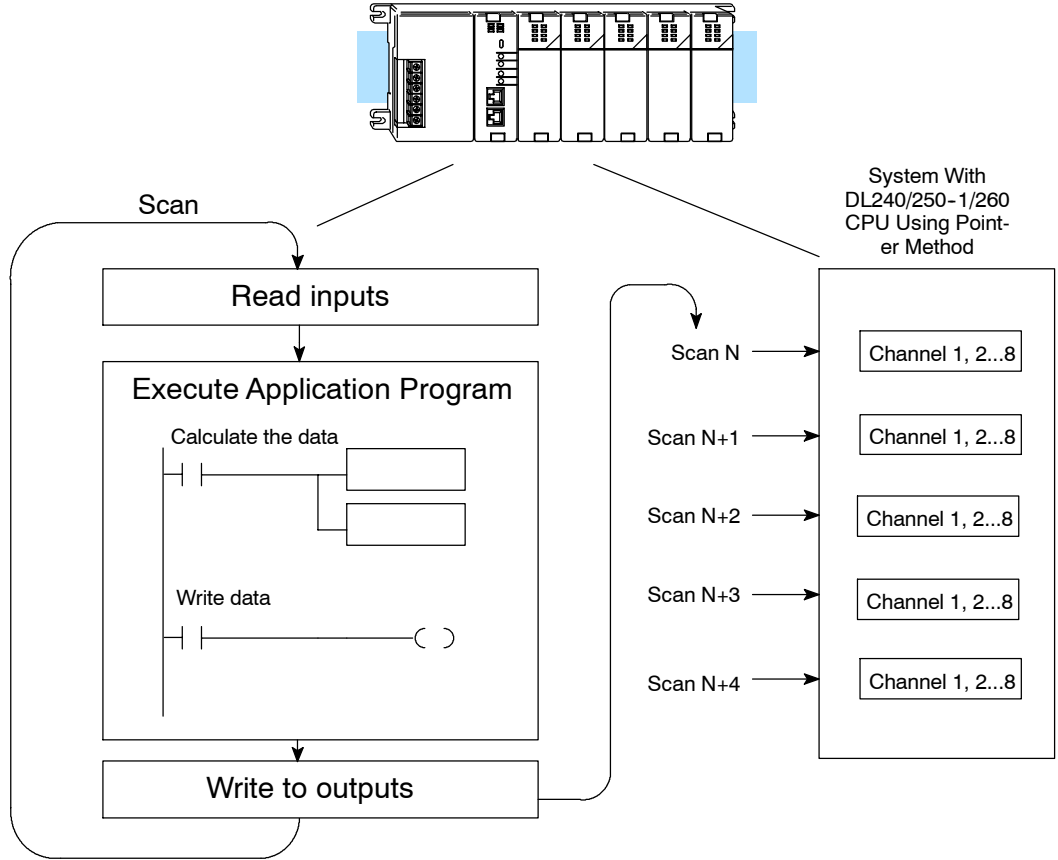 System With
DL240/250-1/260
CPU Using Point-
er Method
Scan
Read inputs
Execute Application Program
Calculate the data
Write data
Write to outputs
Scan N
Channel 1, 2...8
Scan N+1
Channel 1, 2...8
Scan N+2
Channel 1, 2...8
Scan N+3
Channel 1, 2...8
Scan N+4
Channel 1, 2...8